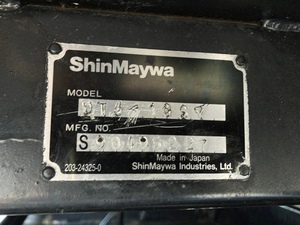 ShinMaywa
MODEL
MFG. NO.
Made in Japan
203-24325-0
ShinMaywa Industries, Ltd.